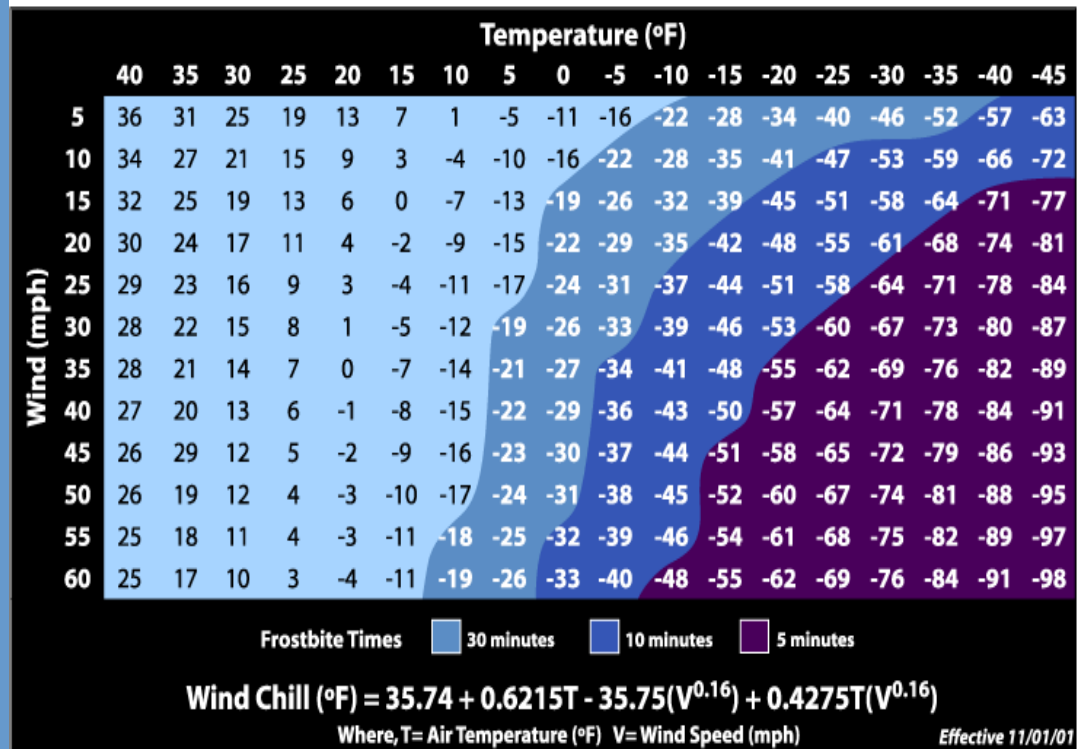 Temperature (ºF)
40 35 30 25 20 15 10 5 0 -5 -10 -15 -20 -25 -30 -35 -40 -45
Wind (mph)
5 36 31 25 19 13 7 1 -5 -11 -16 -22 -28 -34 -40 -46 -52 -57 -63
10 34 27 21 15 9 3 -4 -10 -16 -22 -28 -35 -41 -47 -53 -59 -66 -72
15 32 25 19 13 6 0 -7 -13 -19 -26 -32 -39 -45 -51 -58 -64 -71 -77
20 30 24 17 11 4 -2 -9 -15 -22 -29 -35 -42 -48 -55 -61 -68 -74 -81
25 29 23 16 9 3 -4 -11 -17 -24 -31 -37 -44 -51 -58 -64 -71 -78 -84
30 28 22 15 8 1 -5 -12 -19 -26 -33 -39 -46 -53 -60 -67 -73 -80 -87
35 28 21 14 7 0 -7 -14 -21 -27 -34 -41 -48 -55 -62 -69 -76 -82 -89
40 27 20 13 6 -1 -8 -15 -22 -29 -36 -43 -50 -57 -64 -71 -78 -84 -91
45 26 29 12 5 -2 -9 -16 -23 -30 -37 -44 -51 -58 -65 -72 -79 -86 -93
50 26 19 12 4 -3 -10 -17 -24 -31 -38 -45 -52 -60 -67 -74 -81 -88 -95
55 25 18 11 4 -3 -11 -18 -25 -32 -39 -46 -54 -61 -68 -75 -82 -89 -97
60 25 17 10 3 -4 -11 -19 -26 -33 -40 -48 -55 -62 -69 -76 -84 -91 -98
Frostbite Times 30 minutes 10 minutes 5 minutes
Wind Chill (ºF) = 35.74 + 0.6215T - 35.75(V^0.16) + 0.4275T(V^0.16)
Where, T= Air Temperature (ºF) V= Wind Speed (mph) Effective 11/01/01